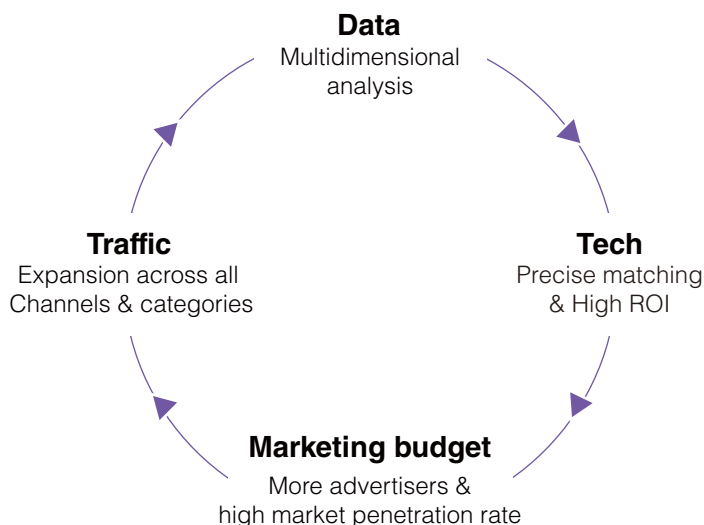 Data
Multidimensional
analysis
Traffic
Expansion across all
Channels & categories
Tech
Precise matching
& High ROI
Marketing budget
More advertisers &
high market penetration rate